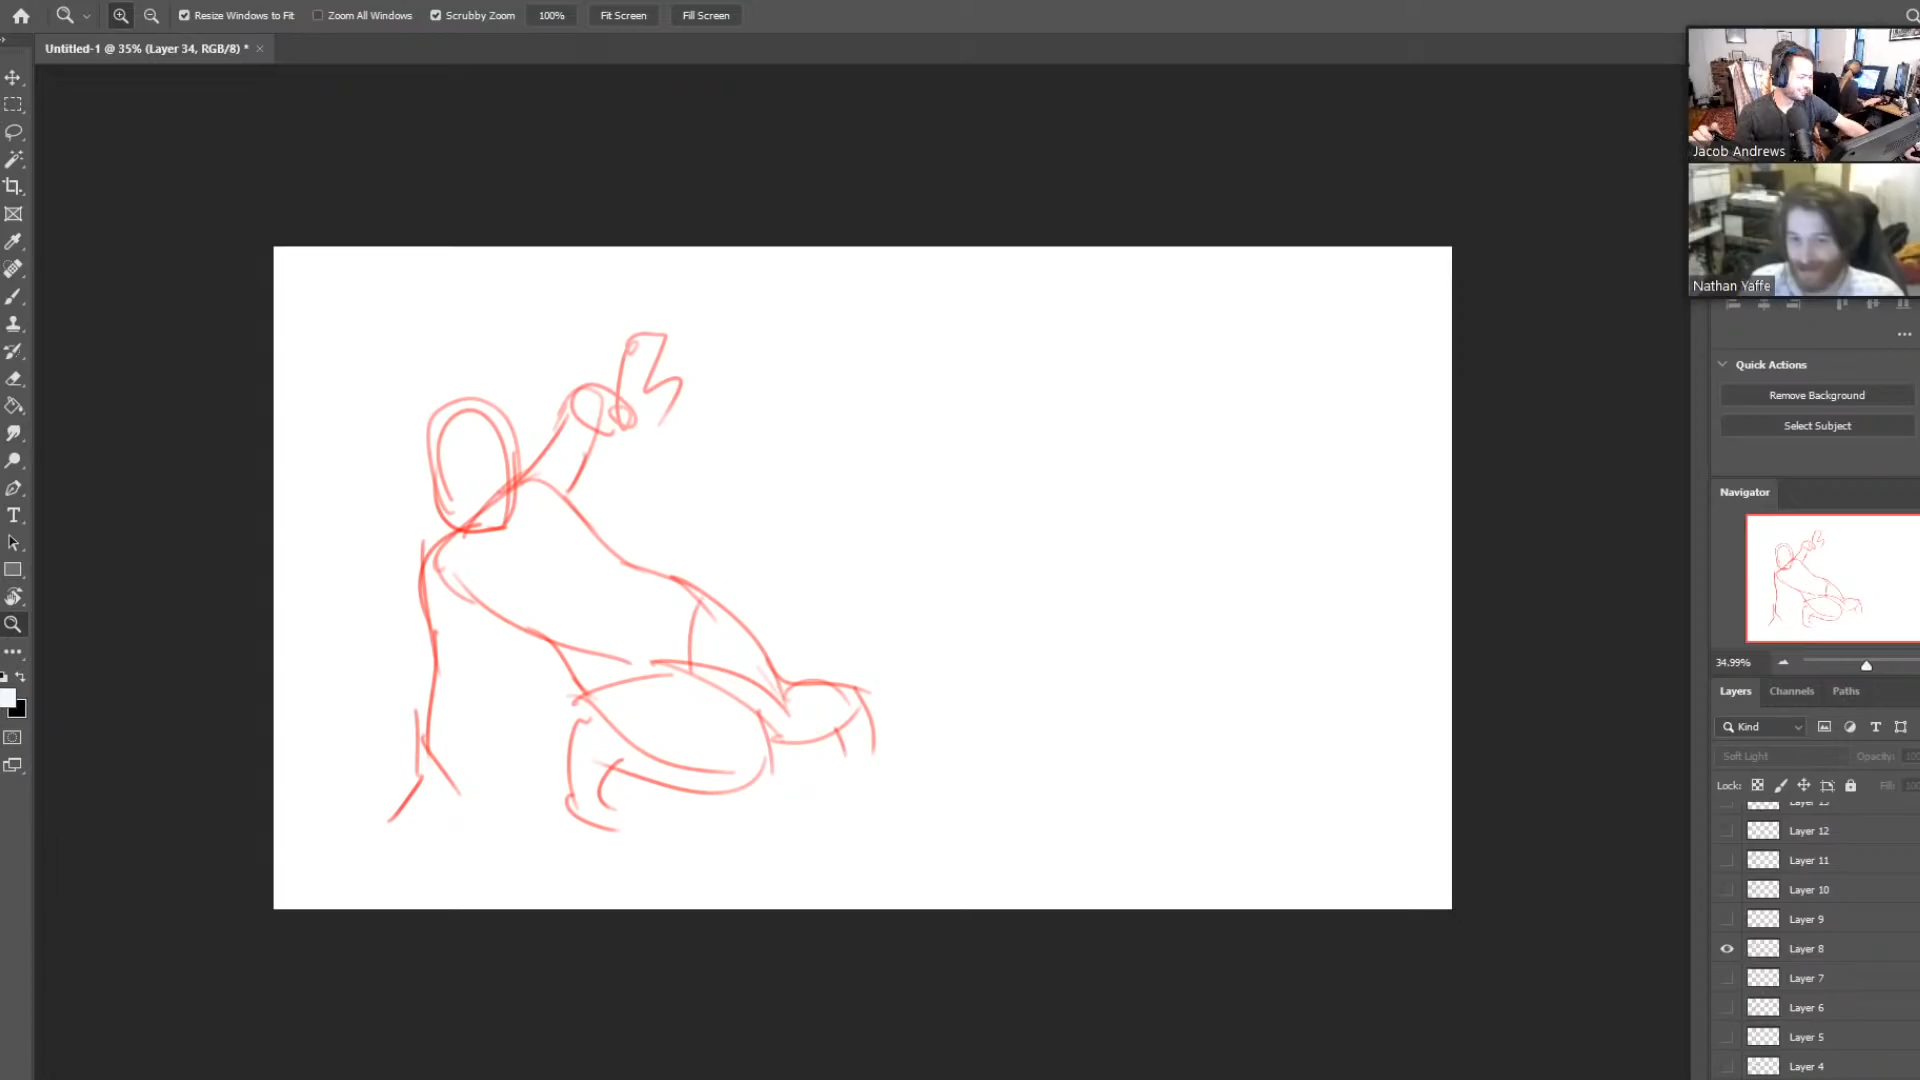 Resize Windows to Fit
Zoom All Windows
Scrubby Zoom
100%
Fit Screen
Fill Screen
Untitled-1 @ 35% (Layer 34, RGB/8) *
Jacob Andrews
Nathan Yaffe
Quick Actions
Remove Background
Select Subject
Navigator
34.99%
Layers
Channels
Paths
Kind
Soft Light
Opacity:
Lock:
Fill:
Layer 12
Layer 11
Layer 10
Layer 9
Layer 8
Layer 7
Layer 6
Layer 5
Layer 4